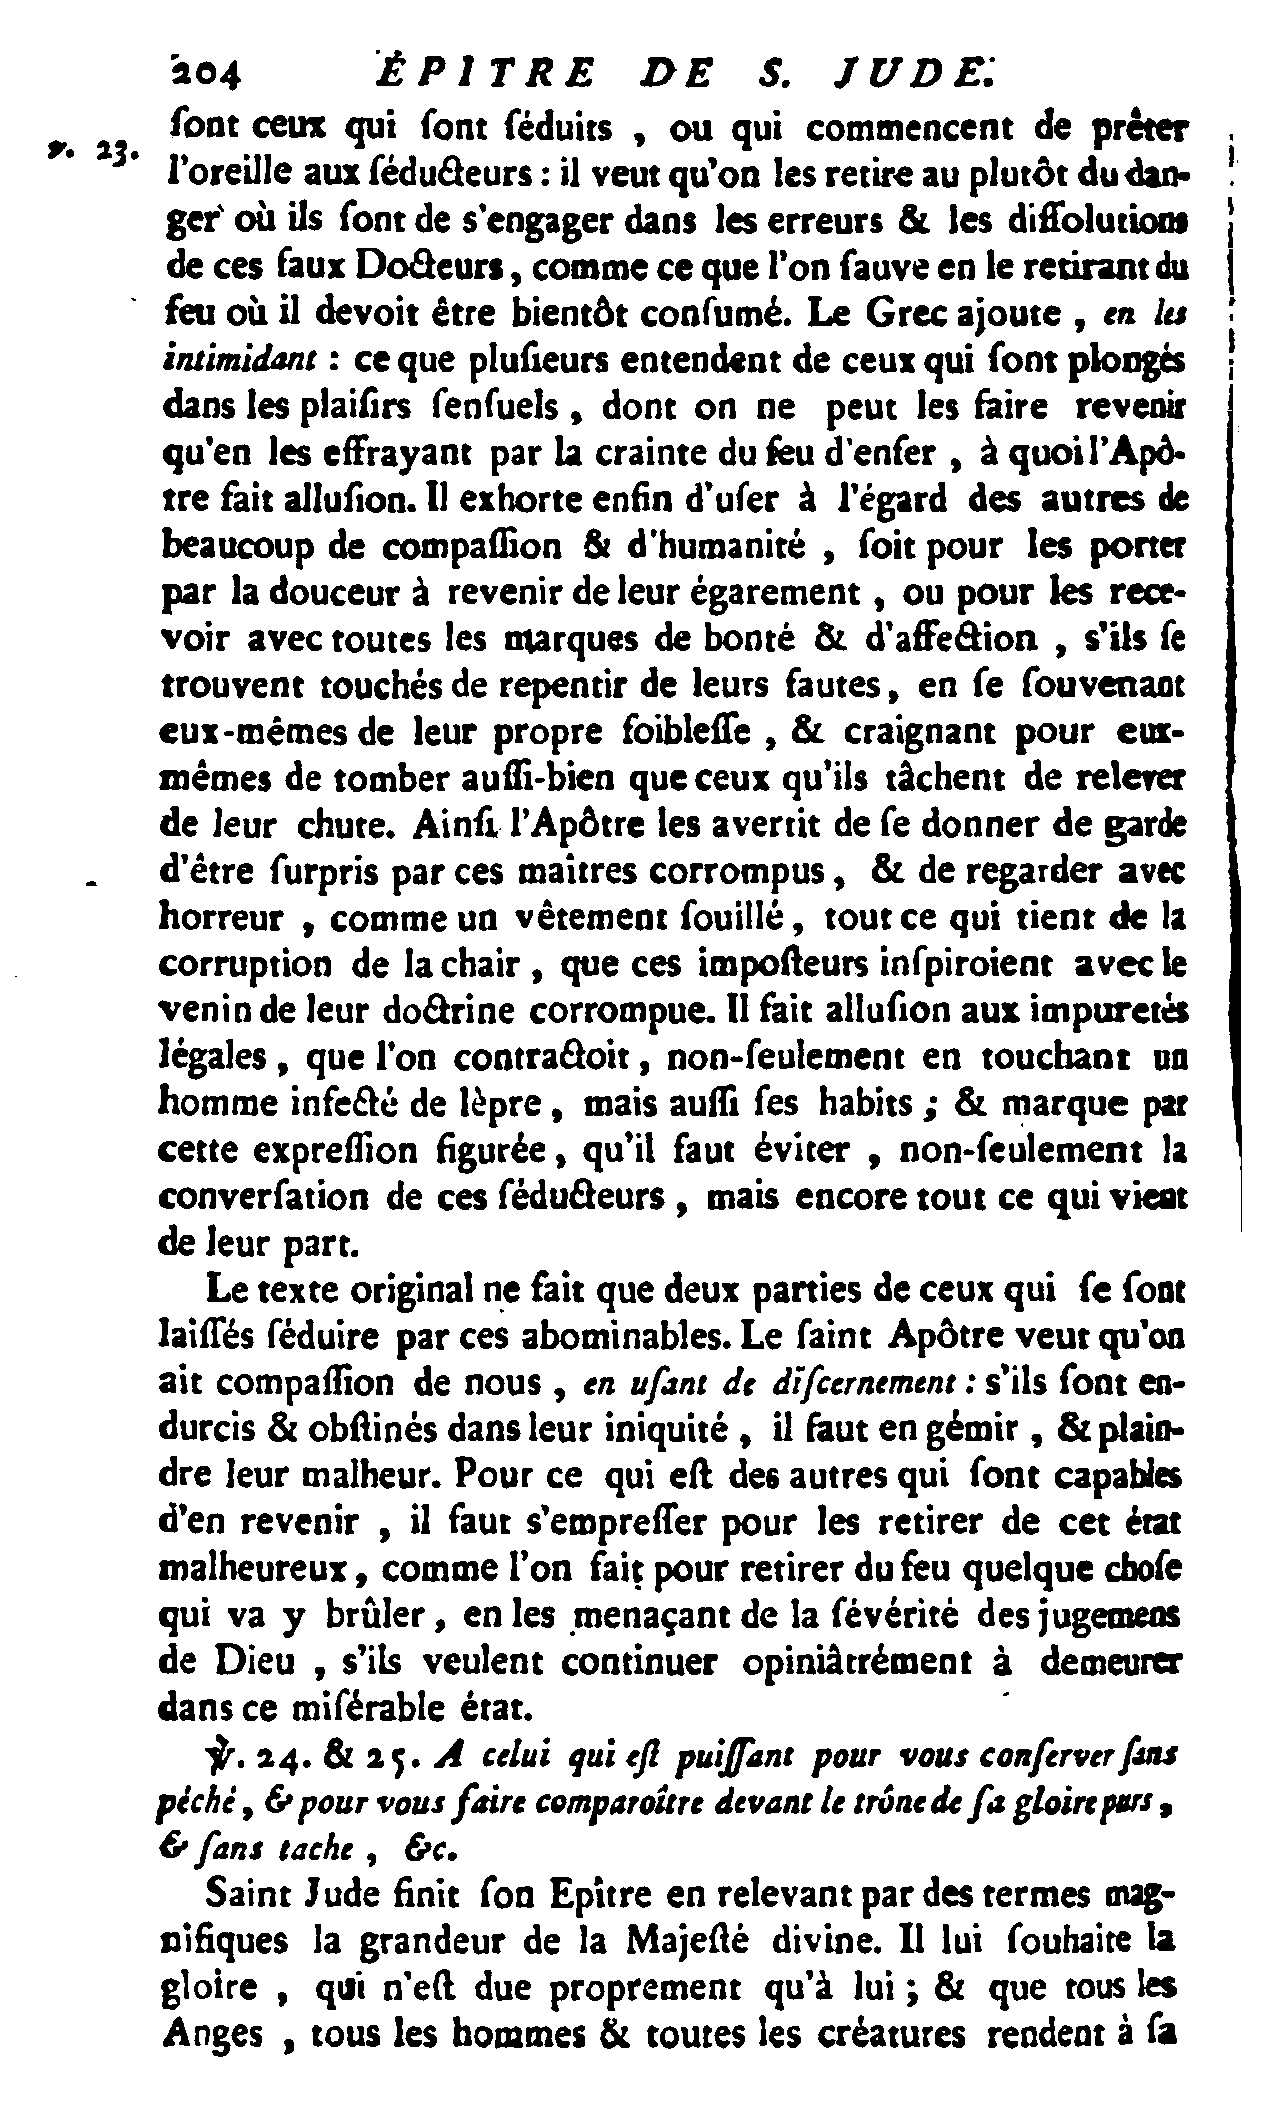 204 ÉPITRE DE S. JUDE.
ſont ceux qui ſont ſéduits , ou qui commencent de prêter
℣. 23.
l'oreille aux ſéducteurs : il veut qu'on les retire au plutôt du dan-
ger où ils ſont de s'engager dans les erreurs & les diſſolutions
de ces faux Docteurs , comme ce que l'on ſauve en le retirant du
feu où il devoit être bientôt conſumé. Le Grec ajoute , en les
intimidant : ce que pluſieurs entendent de ceux qui ſont plongés
dans les plaiſirs ſenſuels , dont on ne peut les faire revenir
qu'en les effrayant par la crainte du feu d'enfer , à quoi l'Apô-
tre fait alluſion. Il exhorte enfin d'uſer à l'égard des autres de
beaucoup de compaſſion & d'humanité , ſoit pour les porter
par la douceur à revenir de leur égarement , ou pour les rece-
voir avec toutes les marques de bonté & d'affection , s'ils ſe
trouvent touchés de repentir de leurs fautes , en ſe ſouvenant
eux-mêmes de leur propre foibleſſe , & craignant pour eux-
mêmes de tomber auſſi-bien que ceux qu'ils tâchent de relever
de leur chute. Ainſi l'Apôtre les avertit de ſe donner de garde
d'être ſurpris par ces maitres corrompus , & de regarder avec
horreur , comme un vêtement ſouillé , tout ce qui tient de la
corruption de la chair , que ces impoſteurs inſpiroient avec le
venin de leur doctrine corrompue. Il fait alluſion aux impuretés
légales , que l'on contractoit , non-ſeulement en touchant un
homme infecté de lèpre , mais auſſi ſes habits ; & marque par
cette expreſſion figurée , qu'il faut éviter , non-ſeulement la
converſation de ces ſéducteurs , mais encore tout ce qui vient
de leur part.
Le texte original ne fait que deux parties de ceux qui ſe ſont
laiſſés ſéduire par ces abominables. Le ſaint Apôtre veut qu'on
ait compaſſion de nous , en uſant de diſcernement : s'ils ſont en-
durcis & obſtinés dans leur iniquité , il faut en gémir , & plain-
dre leur malheur. Pour ce qui eſt des autres qui ſont capables
d'en revenir , il faut s'empreſſer pour les retirer de cet état
malheureux , comme l'on fait pour retirer du feu quelque choſe
qui va y brûler , en les menaçant de la ſévérité des jugemens
de Dieu , s'ils veulent continuer opiniâtrément à demeurer
dans ce miſérable état.
℣. 24. & 25. A celui qui eſt puiſſant pour vous conſerver ſans
péché , & pour vous faire comparoître devant le trône de ſa gloire purs ,
& ſans tache , &c.
Saint Jude finit ſon Epître en relevant par des termes mag-
nifiques la grandeur de la Majeſté divine. Il lui ſouhaite la
gloire , qui n'eſt due proprement qu'à lui ; & que tous les
Anges , tous les hommes & toutes les créatures rendent à ſa